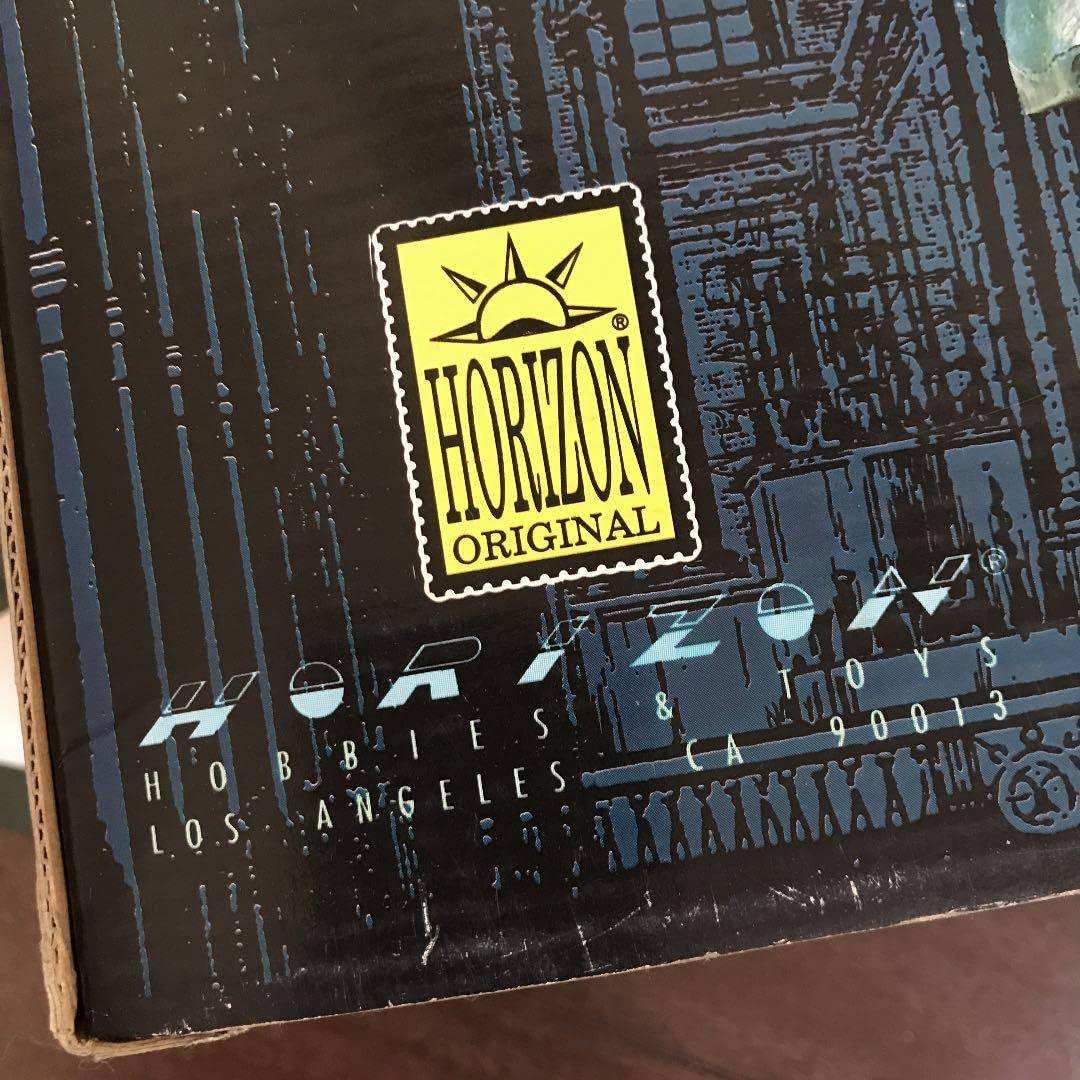 ®
HORIZON
ORIGINAL
HORIZON®
HOBBIES & TOYS
LOS ANGELES CA 90013